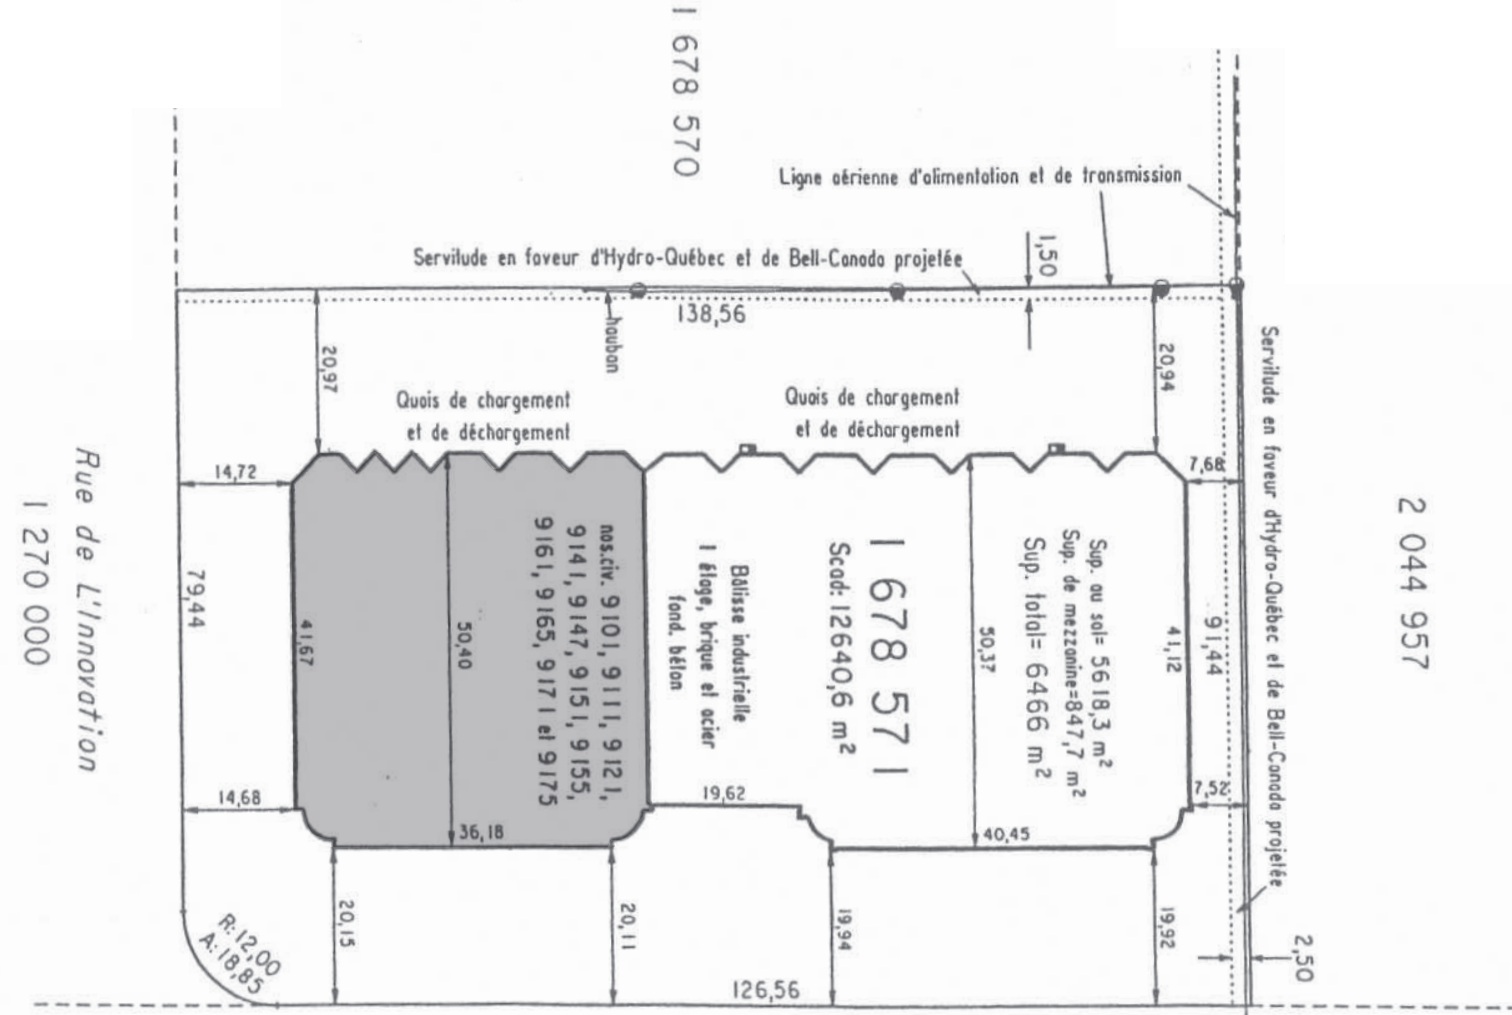 1 678 570
Ligne aérienne d'alimentation et de transmission
Servitude en faveur d'Hydro-Québec et de Bell-Canada projetée
1,50
138,56
hauban
20,97
20,94
Quais de chargement
et de déchargement
Quais de chargement
et de déchargement
14,72
7,68
Servitude en faveur d'Hydro-Québec et de Bell-Canada projetée
2 044 957
Rue de L'Innovation
1 270 000
79,44
41,67
50,40
nos.civ. 9101, 9111, 9121,
9141, 9147, 9151, 9155,
9161, 9165, 9171 et 9175
Bâtisse industrielle
1 étage, brique et acier
fond. béton
1 678 571
Scad: 12640,6 m²
50,37
Sup. au sol= 5618,3 m²
Sup. de mezzanine=847,7 m²
Sup. total= 6466 m²
41,12
91,44
14,68
19,62
7,52
36,18
40,45
20,15
20,11
19,94
19,92
R:12,00
A:18,85
126,56
2,50